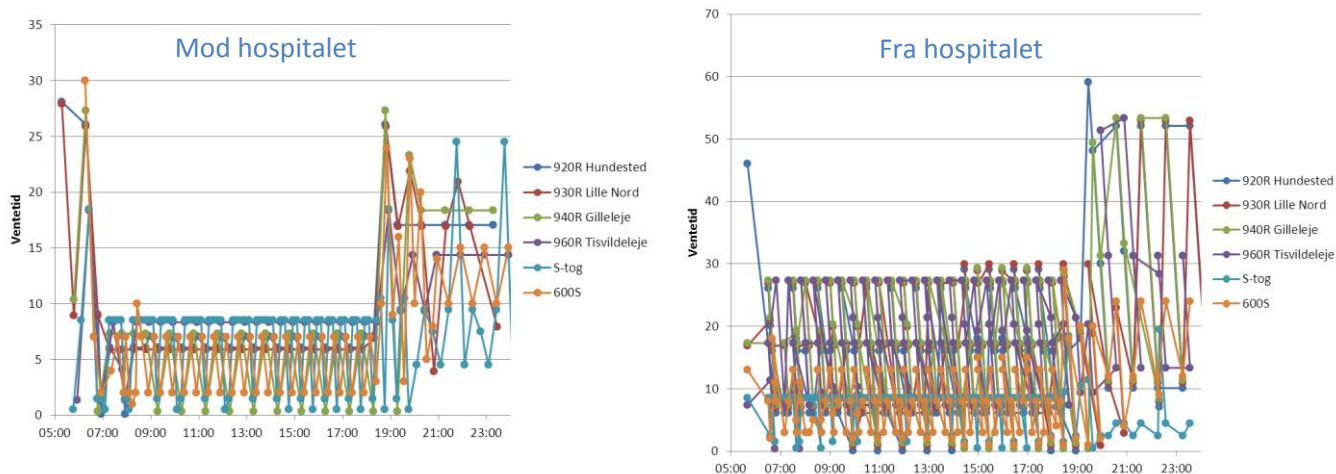 Mod hospitalet
35
30
25
20
15
10
5
0
Ventetid
05:00 07:00 09:00 11:00 13:00 15:00 17:00 19:00 21:00 23:00
920R Hundested
930R Lille Nord
940R Gilleleje
960R Tisvildeleje
S-tog
600S
Fra hospitalet
70
60
50
40
30
20
10
0
Ventetid
05:00 07:00 09:00 11:00 13:00 15:00 17:00 19:00 21:00 23:00
920R Hundested
930R Lille Nord
940R Gilleleje
960R Tisvildeleje
S-tog
600S